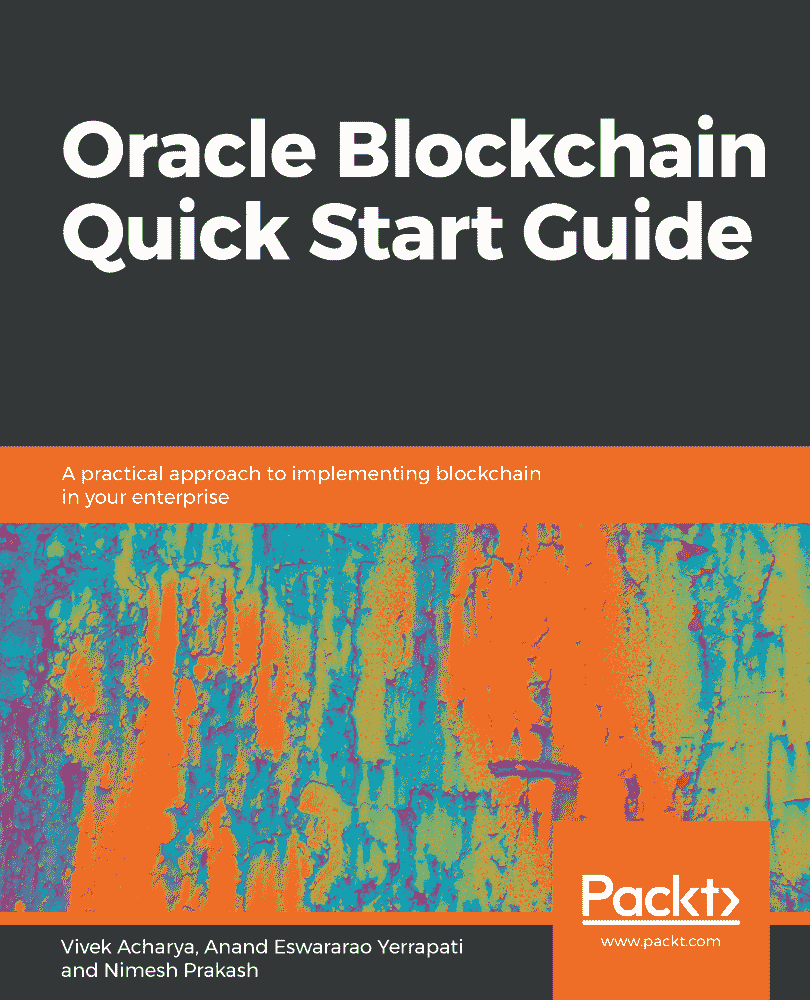 Oracle Blockchain
Quick Start Guide
A practical approach to implementing blockchain
in your enterprise
Packt>
www.packt.com
Vivek Acharya, Anand Eswararao Yerrapati
and Nimesh Prakash